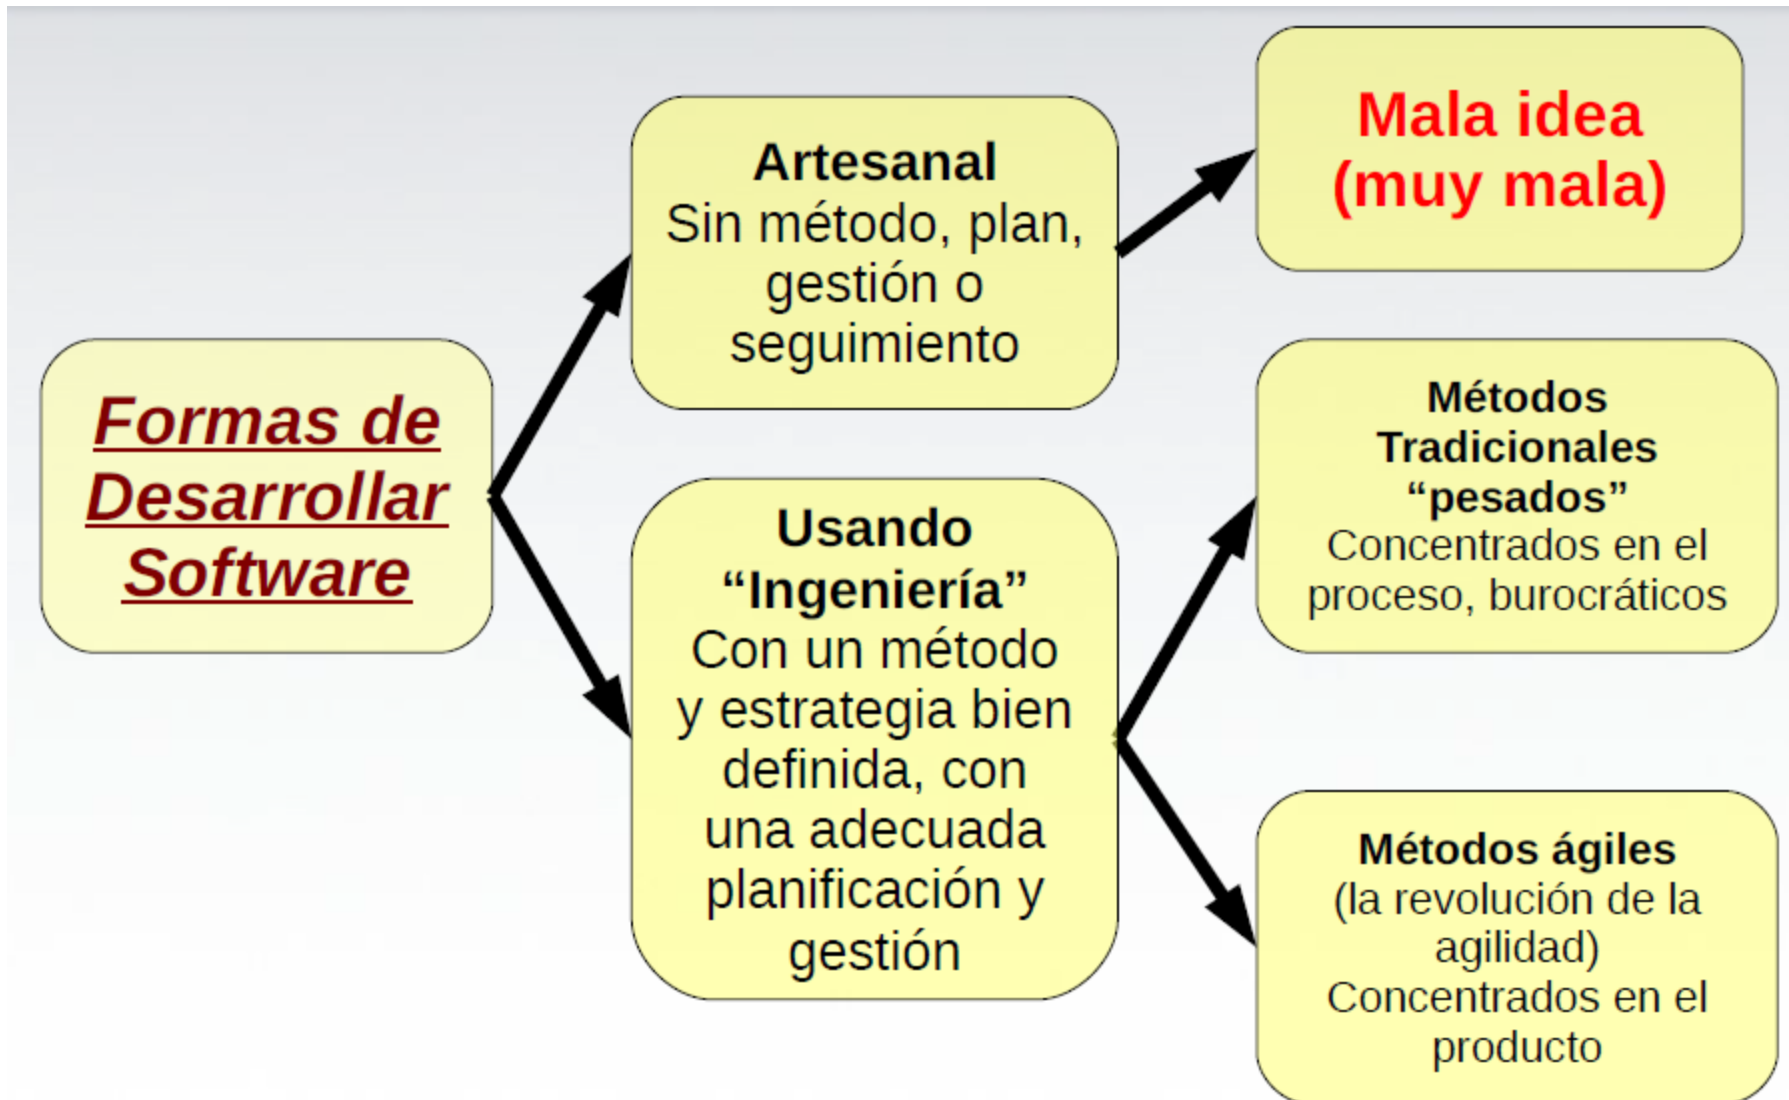 Formas de
Desarrollar
Software
Artesanal
Sin método, plan,
gestión o
seguimiento
Mala idea
(muy mala)
Usando
“Ingeniería”
Con un método
y estrategia bien
definida, con
una adecuada
planificación y
gestión
Métodos
Tradicionales
“pesados”
Concentrados en el
proceso, burocráticos
Métodos ágiles
(la revolución de la
agilidad)
Concentrados en el
producto